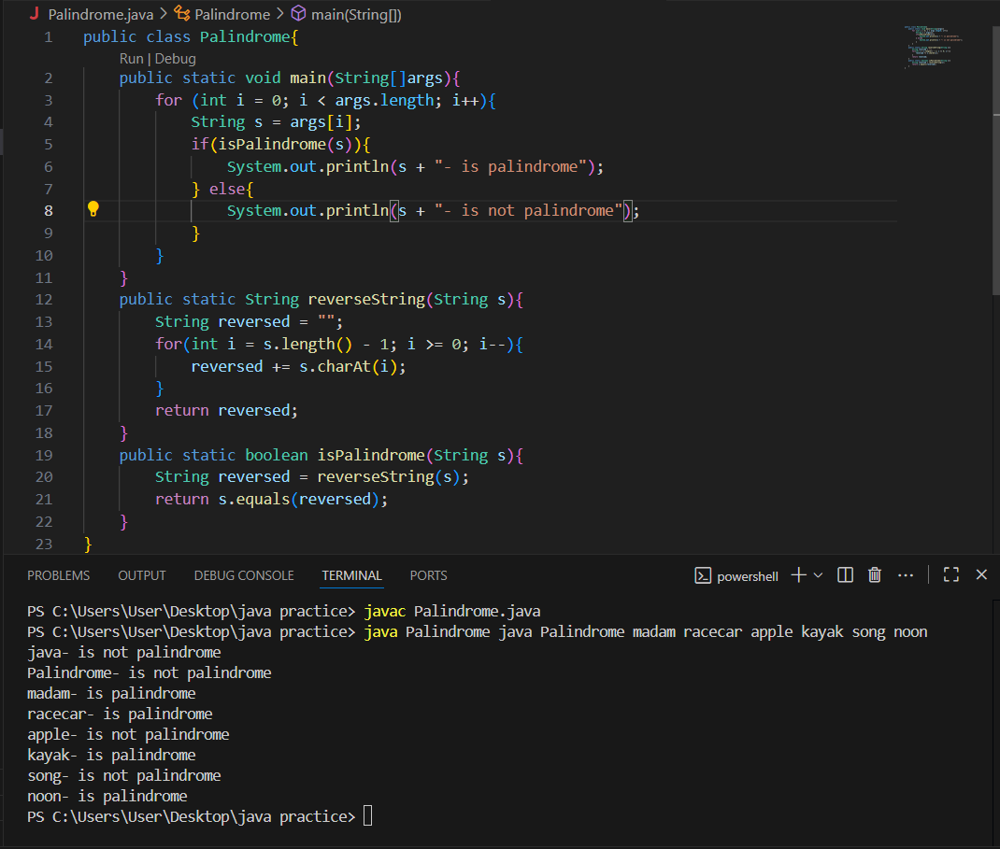 Palindrome.java > Palindrome > main(String[])
1 public class Palindrome{
Run | Debug
2 public static void main(String[]args){
3 for (int i = 0; i < args.length; i++){
4 String s = args[i];
5 if(isPalindrome(s)){
6 System.out.println(s + "- is palindrome");
7 } else{
8 System.out.println(s + "- is not palindrome");
9 }
10 }
11 }
12 public static String reverseString(String s){
13 String reversed = "";
14 for(int i = s.length() - 1; i >= 0; i--){
15 reversed += s.charAt(i);
16 }
17 return reversed;
18 }
19 public static boolean isPalindrome(String s){
20 String reversed = reverseString(s);
21 return s.equals(reversed);
22 }
23 }
PROBLEMS OUTPUT DEBUG CONSOLE TERMINAL PORTS powershell
PS C:\Users\User\Desktop\java practice> javac Palindrome.java
PS C:\Users\User\Desktop\java practice> java Palindrome java Palindrome madam racecar apple kayak song noon
java- is not palindrome
Palindrome- is not palindrome
madam- is palindrome
racecar- is palindrome
apple- is not palindrome
kayak- is palindrome
song- is not palindrome
noon- is palindrome
PS C:\Users\User\Desktop\java practice>